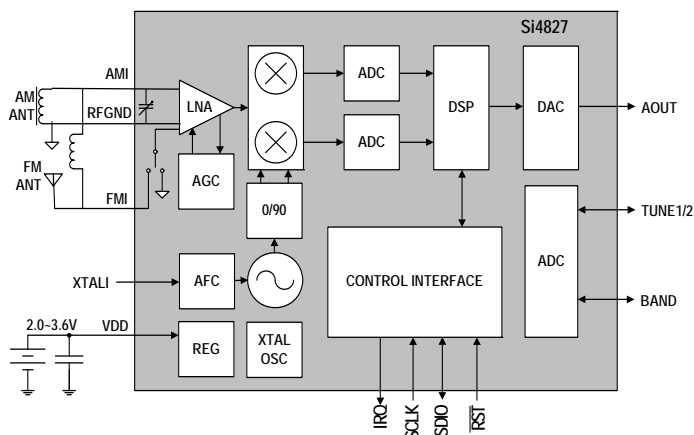 Si4827
AMI
AM
ANT
RFGND
FM
ANT
FMI
LNA
AGC
0/90
ADC
ADC
DSP
DAC
AOUT
TUNE1/2
ADC
BAND
CONTROL INTERFACE
XTALI
AFC
2.0~3.6V
VDD
REG
XTAL
OSC
IRQ
SCLK
SDIO
RST